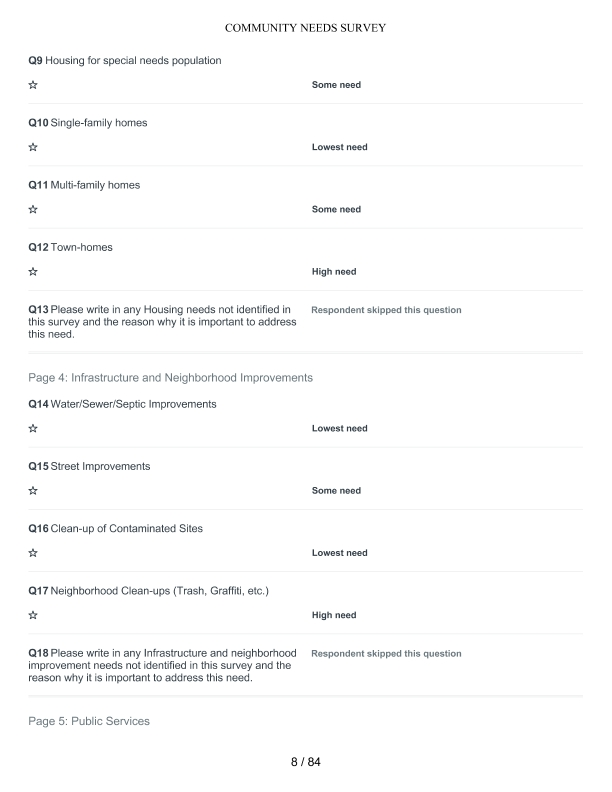 COMMUNITY NEEDS SURVEY
Q9 Housing for special needs population
☆ Some need
Q10 Single-family homes
☆ Lowest need
Q11 Multi-family homes
☆ Some need
Q12 Town-homes
☆ High need
Q13 Please write in any Housing needs not identified in Respondent skipped this question
this survey and the reason why it is important to address
this need.
Page 4: Infrastructure and Neighborhood Improvements
Q14 Water/Sewer/Septic Improvements
☆ Lowest need
Q15 Street Improvements
☆ Some need
Q16 Clean-up of Contaminated Sites
☆ Lowest need
Q17 Neighborhood Clean-ups (Trash, Graffiti, etc.)
☆ High need
Q18 Please write in any Infrastructure and neighborhood Respondent skipped this question
improvement needs not identified in this survey and the
reason why it is important to address this need.
Page 5: Public Services
8 / 84